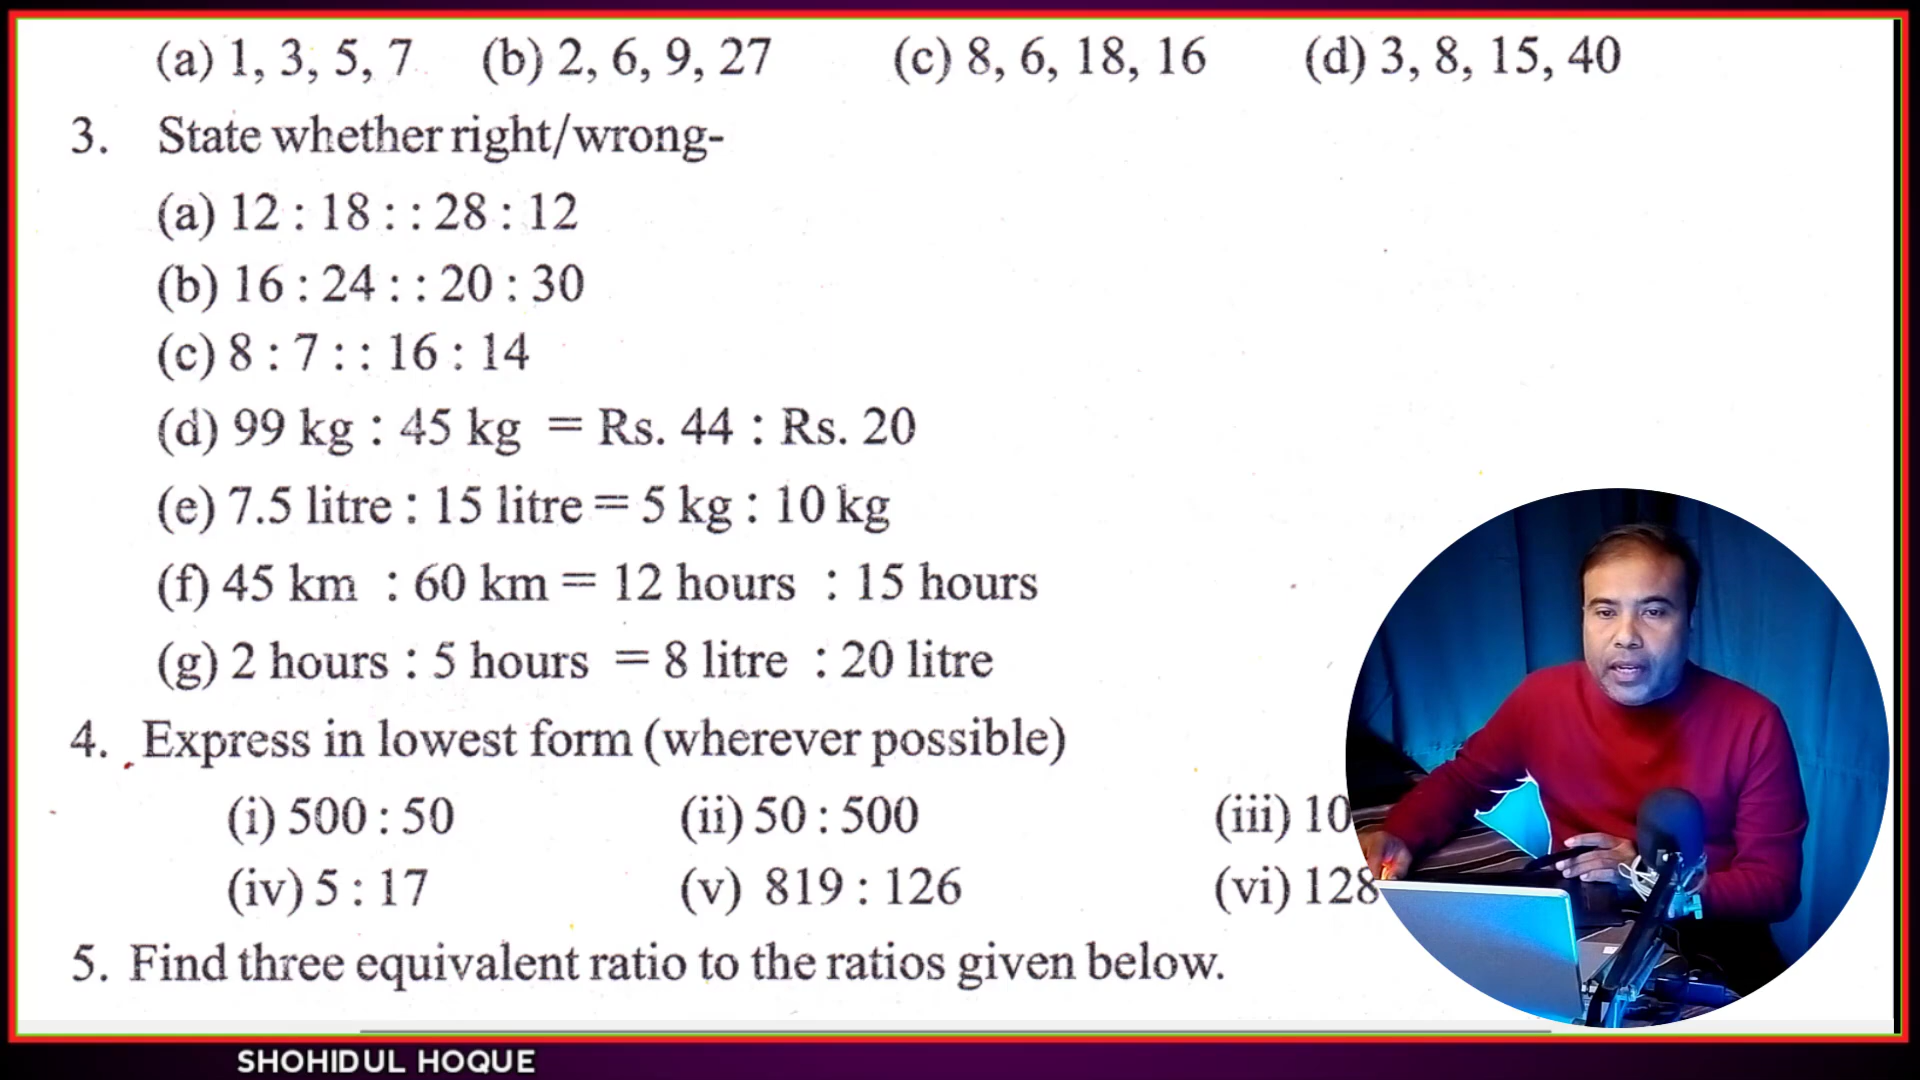 (a) 1, 3, 5, 7 (b) 2, 6, 9, 27 (c) 8, 6, 18, 16 (d) 3, 8, 15, 40
3. State whether right/wrong-
(a) 12 : 18 : : 28 : 12
(b) 16 : 24 : : 20 : 30
(c) 8 : 7 : : 16 : 14
(d) 99 kg : 45 kg = Rs. 44 : Rs. 20
(e) 7.5 litre : 15 litre = 5 kg : 10 kg
(f) 45 km : 60 km = 12 hours : 15 hours
(g) 2 hours : 5 hours = 8 litre : 20 litre
4. Express in lowest form (wherever possible)
(i) 500 : 50 (ii) 50 : 500 (iii) 10
(iv) 5 : 17 (v) 819 : 126 (vi) 128
5. Find three equivalent ratio to the ratios given below.
SHOHIDUL HOQUE